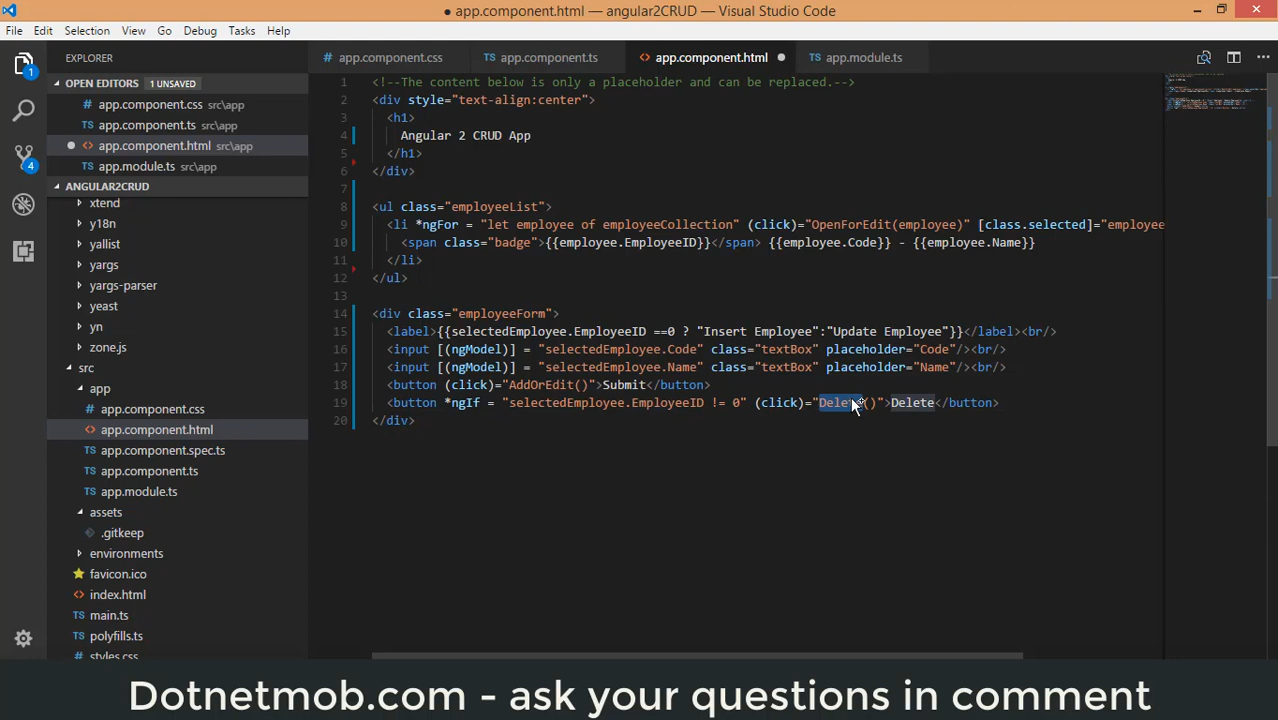 ● app.component.html — angular2CRUD — Visual Studio Code
File Edit Selection View Go Debug Tasks Help
EXPLORER
OPEN EDITORS 1 UNSAVED
app.component.css src\app
app.component.ts src\app
app.component.html src\app
app.module.ts src\app
ANGULAR2CRUD
xtend
y18n
yallist
yargs
yargs-parser
yeast
yn
zone.js
src
app
app.component.css
app.component.html
app.component.spec.ts
app.component.ts
app.module.ts
assets
.gitkeep
environments
favicon.ico
index.html
main.ts
polyfills.ts
styles.css
1
4
# app.component.css TS app.component.ts <> app.component.html ● TS app.module.ts
1 <!--The content below is only a placeholder and can be replaced.-->
2 <div style="text-align:center">
3 <h1>
4 Angular 2 CRUD App
5 </h1>
6 </div>
7
8 <ul class="employeeList">
9 <li *ngFor = "let employee of employeeCollection" (click)="OpenForEdit(employee)" [class.selected]="employee
10 <span class="badge">{{employee.EmployeeID}}</span> {{employee.Code}} - {{employee.Name}}
11 </li>
12 </ul>
13
14 <div class="employeeForm">
15 <label>{{selectedEmployee.EmployeeID ==0 ? "Insert Employee":"Update Employee"}}</label><br/>
16 <input [(ngModel)] = "selectedEmployee.Code" class="textBox" placeholder="Code"/><br/>
17 <input [(ngModel)] = "selectedEmployee.Name" class="textBox" placeholder="Name"/><br/>
18 <button (click)="AddOrEdit()">Submit</button>
19 <button *ngIf = "selectedEmployee.EmployeeID != 0" (click)="Delete()">Delete</button>
20 </div>
Dotnetmob.com - ask your questions in comment